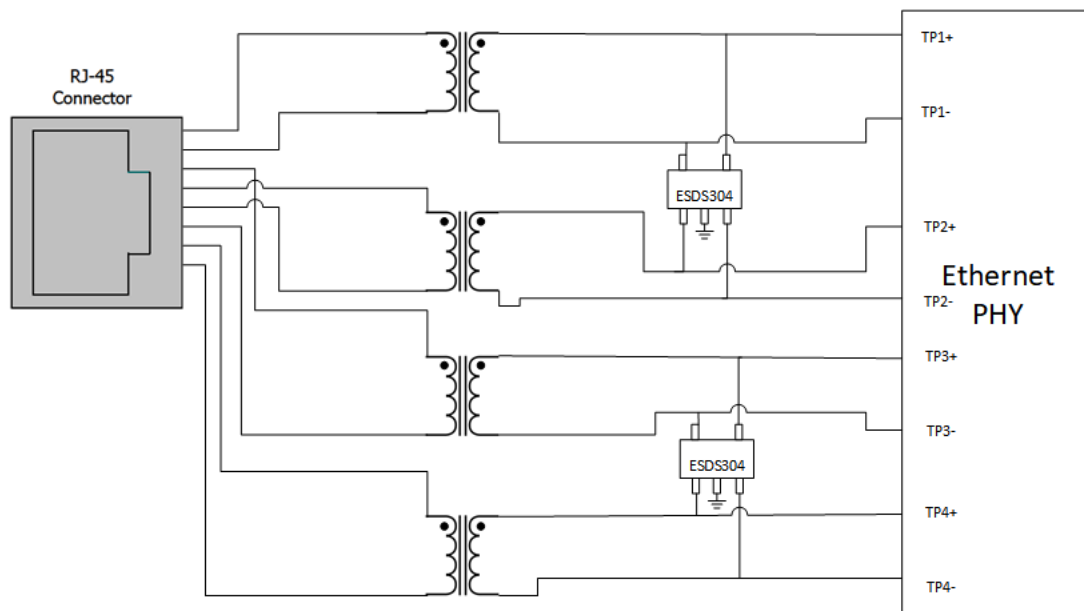 RJ-45
Connector
TP1+
TP1-
ESDS304
TP2+
Ethernet
PHY
TP2-
TP3+
TP3-
ESDS304
TP4+
TP4-